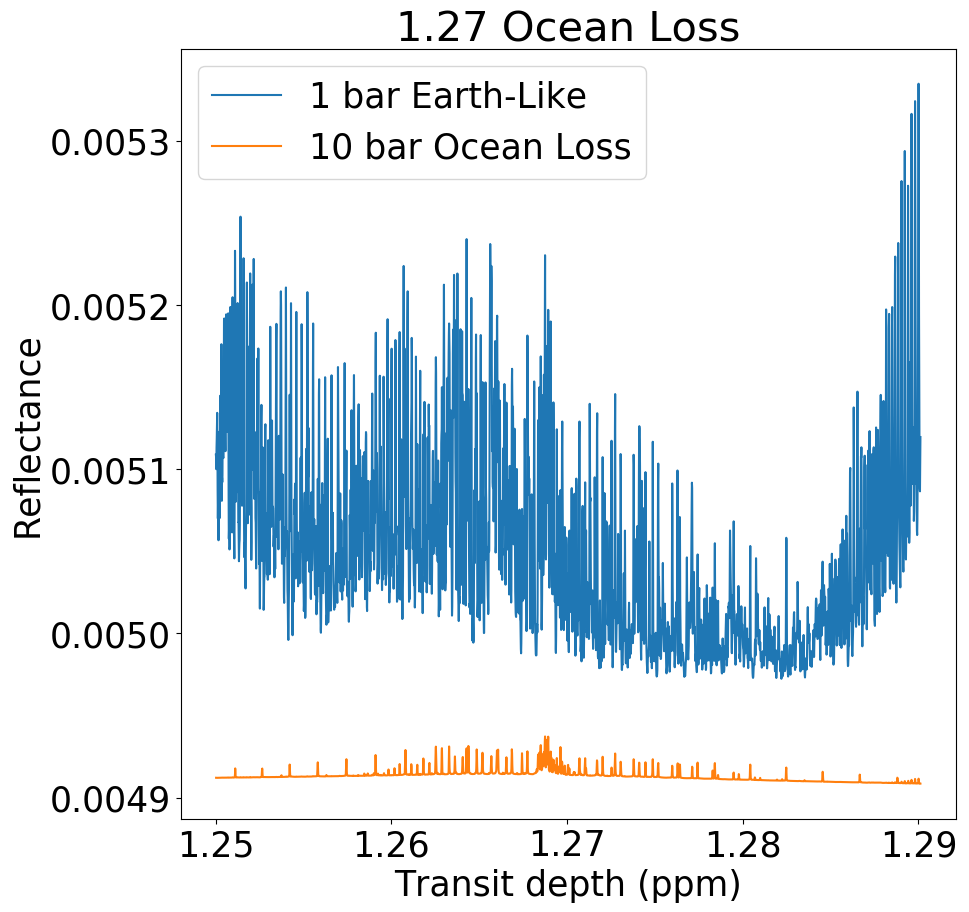 1.27 Ocean Loss
1 bar Earth-Like
10 bar Ocean Loss
Reflectance
0.0053
0.0052
0.0051
0.0050
0.0049
1.25 1.26 1.27 1.28 1.29
Transit depth (ppm)